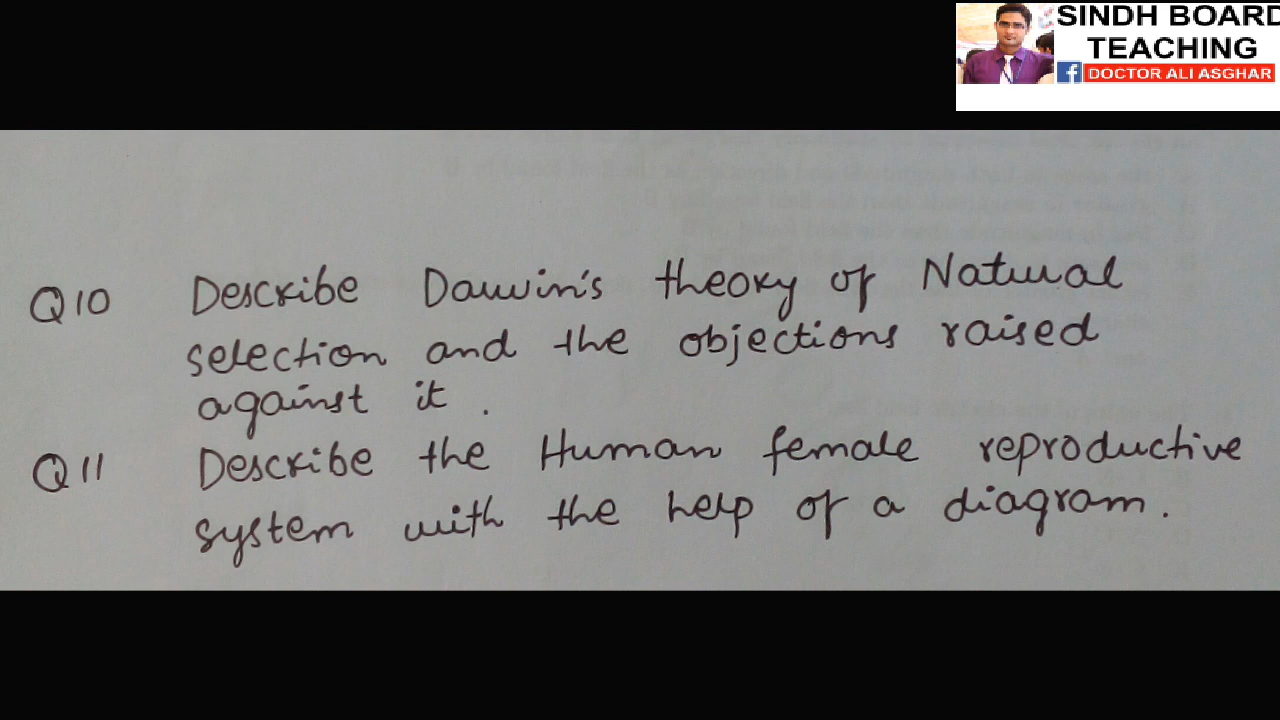 SINDH BOARD
TEACHING
DOCTOR ALI ASGHAR
Q10 Describe Darwin's theory of Natural
selection and the objections raised
against it.
Q11 Describe the Human female reproductive
system with the help of a diagram.